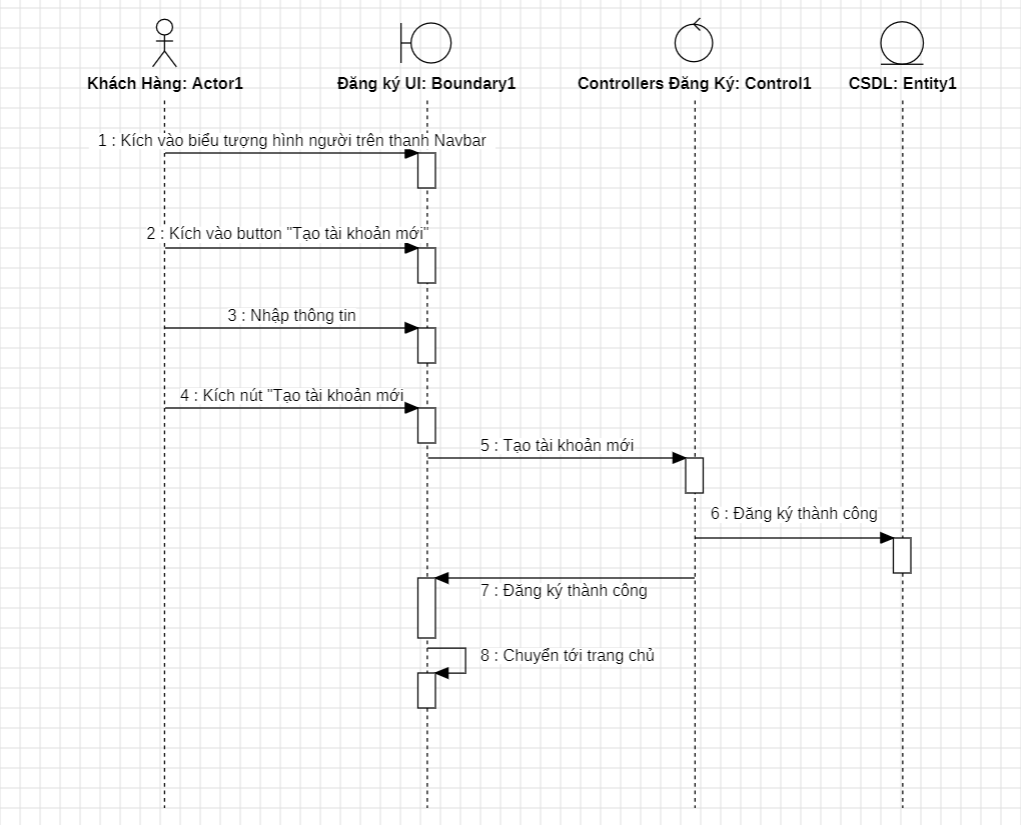 Khách Hàng: Actor1
Đăng ký UI: Boundary1
Controllers Đăng Ký: Control1
CSDL: Entity1
1 : Kích vào biểu tượng hình người trên thanh Navbar
2 : Kích vào button "Tạo tài khoản mới"
3 : Nhập thông tin
4 : Kích nút "Tạo tài khoản mới
5 : Tạo tài khoản mới
6 : Đăng ký thành công
7 : Đăng ký thành công
8 : Chuyển tới trang chủ